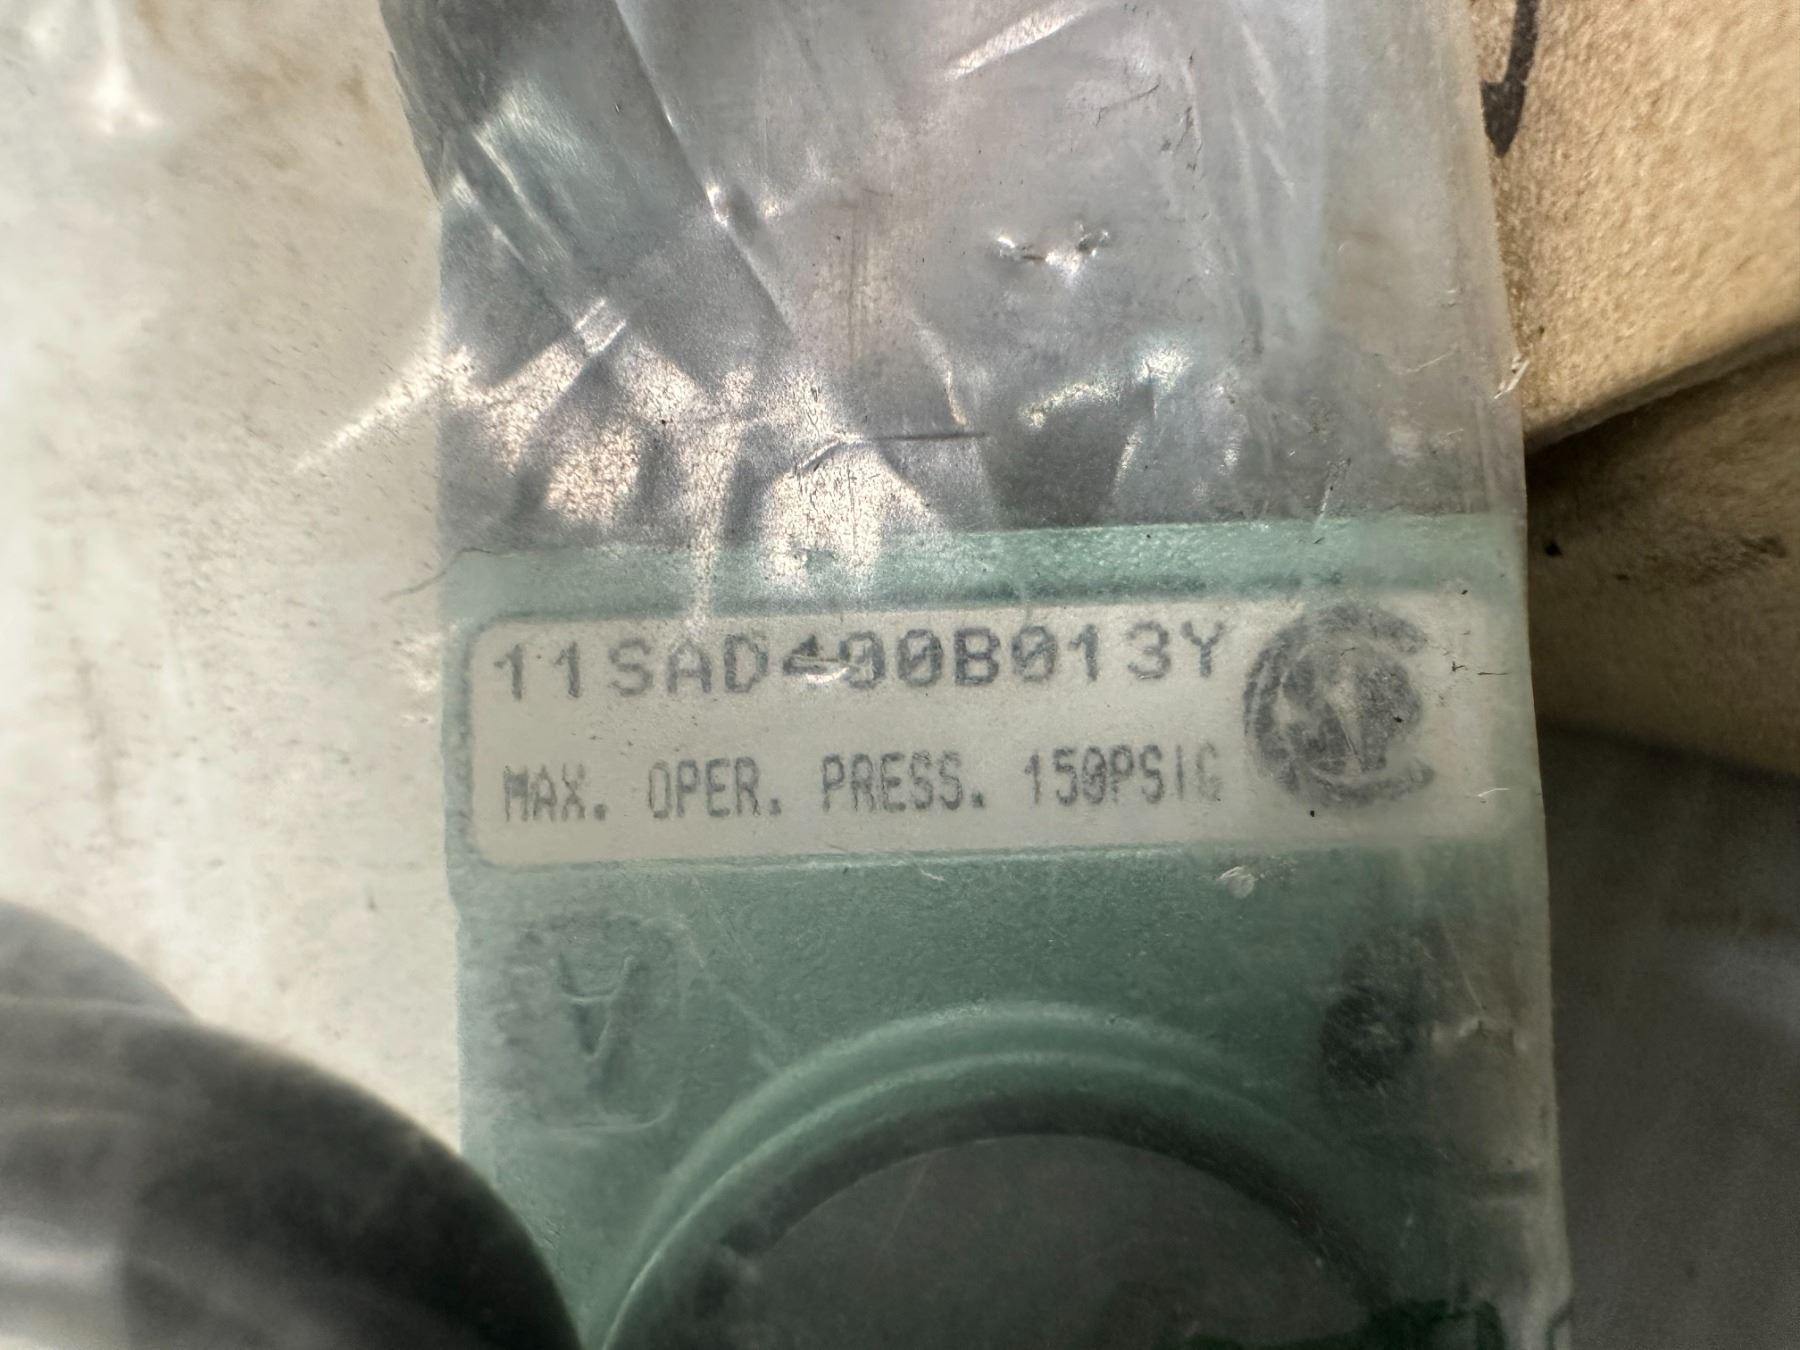 11SAD400B013Y
MAX. OPER. PRESS. 150PSIG
A